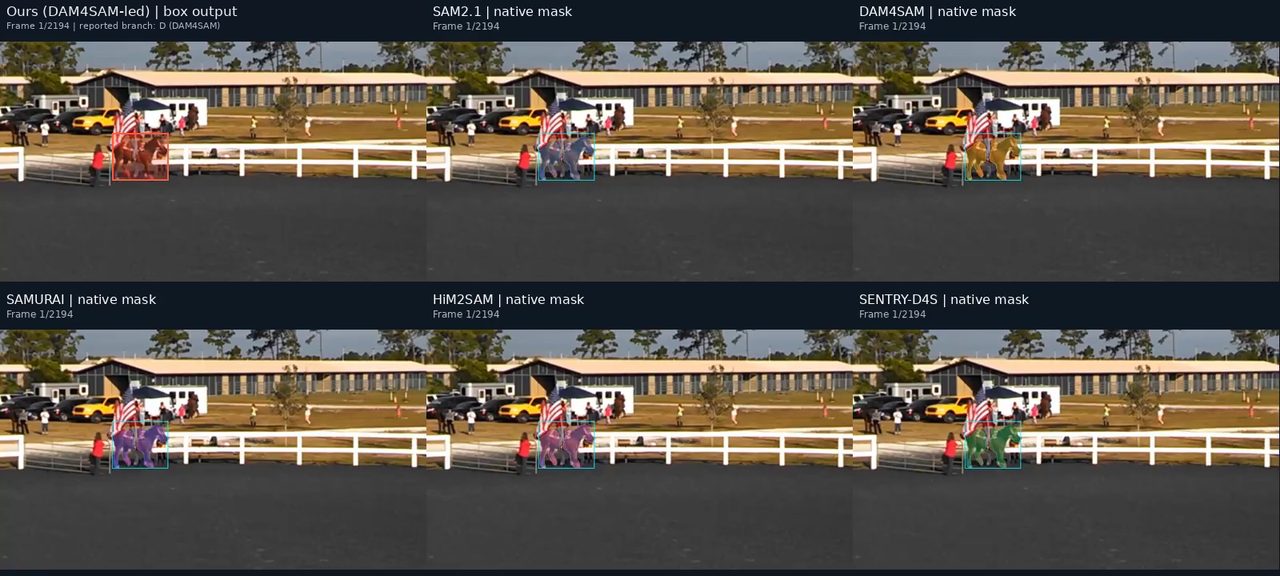 Ours (DAM4SAM-led) | box output
Frame 1/2194 | reported branch: D (DAM4SAM)
SAM2.1 | native mask
Frame 1/2194
DAM4SAM | native mask
Frame 1/2194
SAMURAI | native mask
Frame 1/2194
HiM2SAM | native mask
Frame 1/2194
SENTRY-D4S | native mask
Frame 1/2194